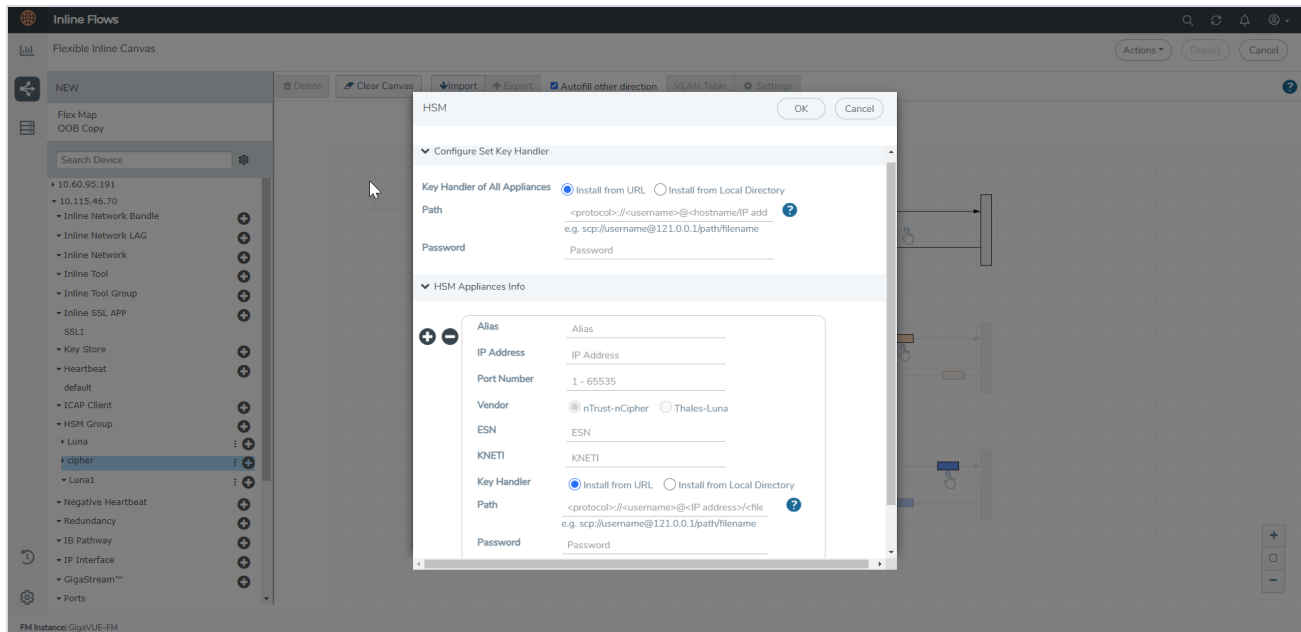 Inline Flows
Flexible Inline Canvas
Actions
Deploy
Cancel
NEW
Delete
Clear Canvas
Import
Export
Autofill other direction
VLAN Table
Settings
Flex Map
OOB Copy
Search Device
10.60.95.191
10.115.46.70
Inline Network Bundle
Inline Network LAG
Inline Network
Inline Tool
Inline Tool Group
Inline SSL APP
SSL1
Key Store
Heartbeat
default
ICAP Client
HSM Group
Luna
cipher
Luna1
Negative Heartbeat
Redundancy
IB Pathway
IP Interface
GigaStream™
Ports
FM Instance: GigaVUE-FM
HSM
OK
Cancel
Configure Set Key Handler
Key Handler of All Appliances
Install from URL
Install from Local Directory
Path
<protocol>://<username>@<hostname/IP add
e.g. scp://username@121.0.0.1/path/filename
Password
Password
HSM Appliances Info
Alias
Alias
IP Address
IP Address
Port Number
1 - 65535
Vendor
nTrust-nCipher
Thales-Luna
ESN
ESN
KNETI
KNETI
Key Handler
Install from URL
Install from Local Directory
Path
<protocol>://<username>@<IP address>/<file
e.g. scp://username@121.0.0.1/path/filename
Password
Password